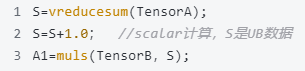 1 S=vreducesum(TensorA);
2 S=S+1.0;   //scalar计算，S是UB数据
3 A1=muls(TensorB, S);